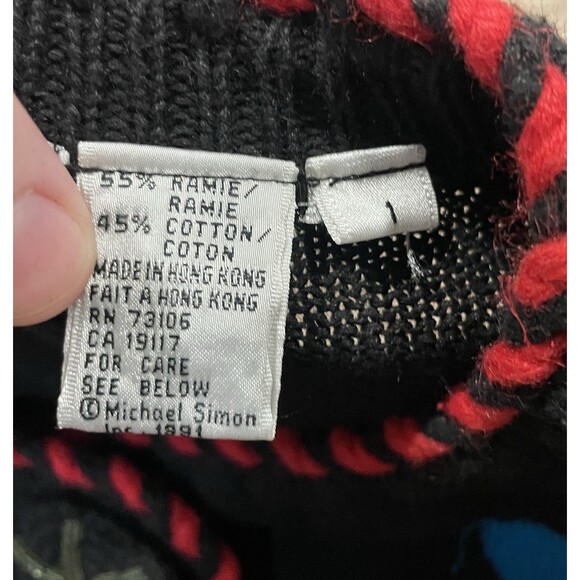 55% RAMIE/
RAMIE
45% COTTON/
COTON
MADE IN HONG KONG
FAIT A HONG KONG
RN 73106
CA 19117
FOR CARE
SEE BELOW
© Michael Simon
Inc. 1991
1